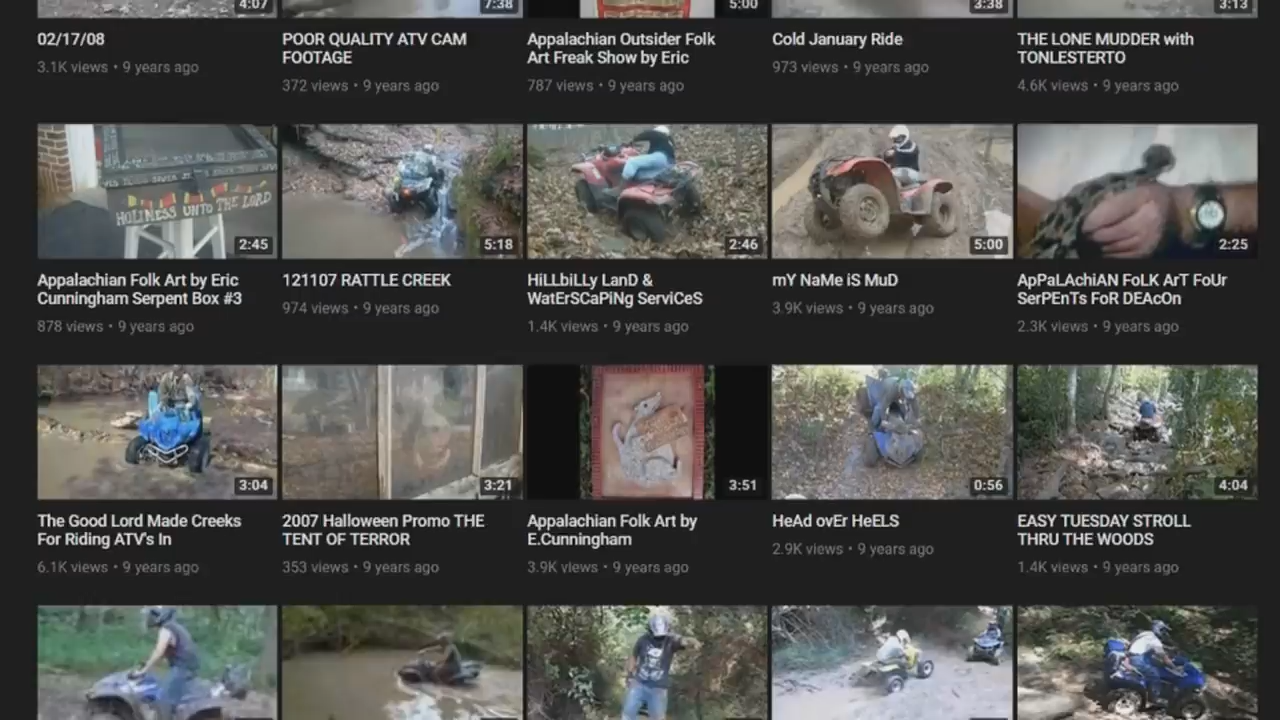 4:07
7:38
5:00
3:38
3:13
02/17/08
3.1K views • 9 years ago
POOR QUALITY ATV CAM
FOOTAGE
372 views • 9 years ago
Appalachian Outsider Folk
Art Freak Show by Eric
787 views • 9 years ago
Cold January Ride
973 views • 9 years ago
THE LONE MUDDER with
TONLESTERTO
4.6K views • 9 years ago
HOLINESS UNTO THE LORD
2:45
5:18
2:46
5:00
2:25
Appalachian Folk Art by Eric
Cunningham Serpent Box #3
878 views • 9 years ago
121107 RATTLE CREEK
974 views • 9 years ago
HiLLbiLLy LanD &
WatErSCaPiNg ServiCeS
1.4K views • 9 years ago
mY NaMe iS MuD
3.9K views • 9 years ago
ApPaLAchiAN FoLK ArT FoUr
SerPEnTs FoR DEAcOn
2.3K views • 9 years ago
3:04
3:21
3:51
0:56
4:04
The Good Lord Made Creeks
For Riding ATV's In
6.1K views • 9 years ago
2007 Halloween Promo THE
TENT OF TERROR
353 views • 9 years ago
Appalachian Folk Art by
E.Cunningham
3.9K views • 9 years ago
HeAd ovEr HeELS
2.9K views • 9 years ago
EASY TUESDAY STROLL
THRU THE WOODS
1.4K views • 9 years ago